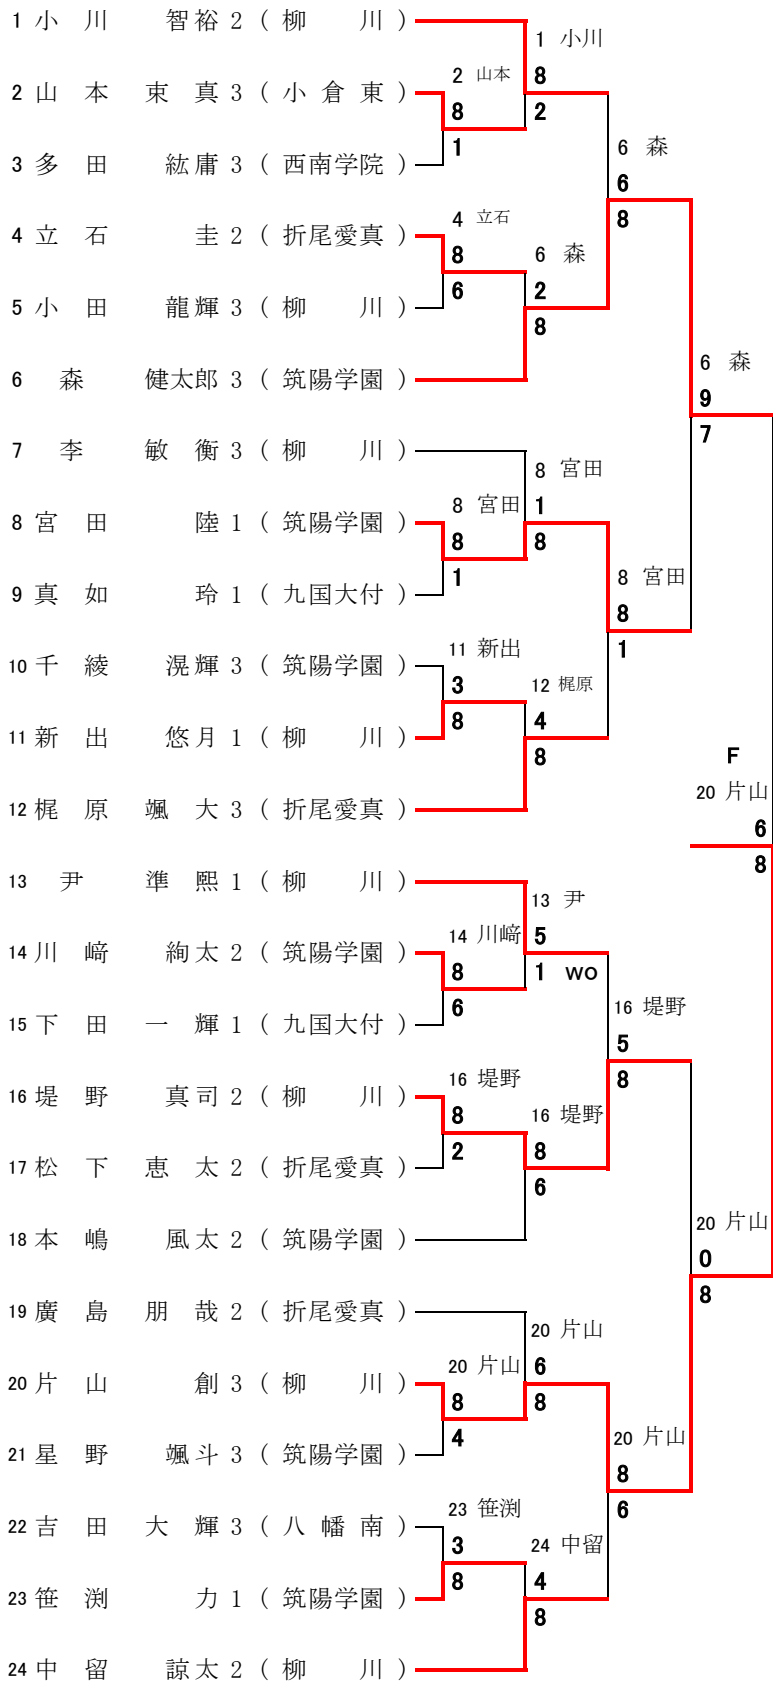 1 小川 智裕 2 ( 柳川 )
1 小川
8
2 山本
2 山本 束真 3 ( 小倉東 )
8
2
1
6 森
3 多田 紘庸 3 ( 西南学院 )
6
8
4 立石
4 立石 圭 2 ( 折尾愛真 )
8
6 森
6
2
5 小田 龍輝 3 ( 柳川 )
8
6 森
6 森 健太郎 3 ( 筑陽学園 )
9
7
7 李 敏衡 3 ( 柳川 )
8 宮田
8 宮田
1
8 宮田 陸 1 ( 筑陽学園 )
8
8
1
8 宮田
9 真如 玲 1 ( 九国大付 )
8
1
11 新出
10 千綾 滉輝 3 ( 筑陽学園 )
3
12 梶原
8
4
11 新出 悠月 1 ( 柳川 )
8
F
20 片山
12 梶原 颯大 3 ( 折尾愛真 )
6
8
13 尹 準熙 1 ( 柳川 )
13 尹
14 川﨑
5
14 川﨑 絢太 2 ( 筑陽学園 )
8
1 wo
6
16 堤野
15 下田 一輝 1 ( 九国大付 )
5
16 堤野
8
16 堤野 真司 2 ( 柳川 )
8
16 堤野
2
8
17 松下 恵太 2 ( 折尾愛真 )
6
20 片山
18 本嶋 風太 2 ( 筑陽学園 )
0
8
19 廣島 朋哉 2 ( 折尾愛真 )
20 片山
20 片山
6
20 片山 創 3 ( 柳川 )
8
8
4
20 片山
21 星野 颯斗 3 ( 筑陽学園 )
8
6
23 笹渕
22 吉田 大輝 3 ( 八幡南 )
3
24 中留
8
4
23 笹渕 力 1 ( 筑陽学園 )
8
24 中留 諒太 2 ( 柳川 )